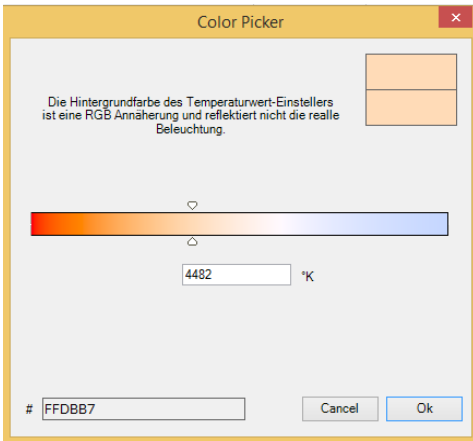 Color Picker
Die Hintergrundfarbe des Temperaturwert-Einstellers
ist eine RGB Annäherung und reflektiert nicht die realle
Beleuchtung.
4482 °K
# FFDBB7 Cancel Ok